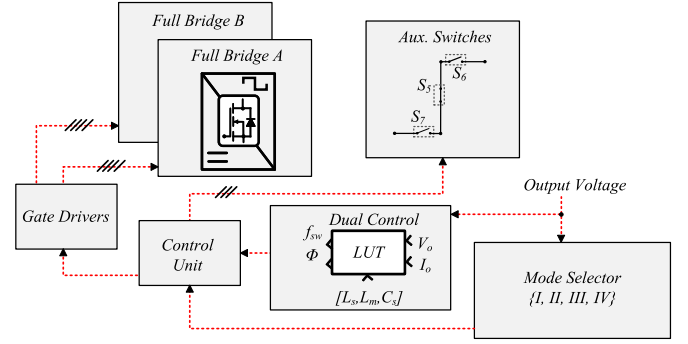 Full Bridge B
Full Bridge A
Aux. Switches
S6
S5
S7
Output Voltage
Gate Drivers
Control
Unit
Dual Control
fsw
Φ
LUT
Vo
Io
[Ls,Lm,Cs]
Mode Selector
{I, II, III, IV}